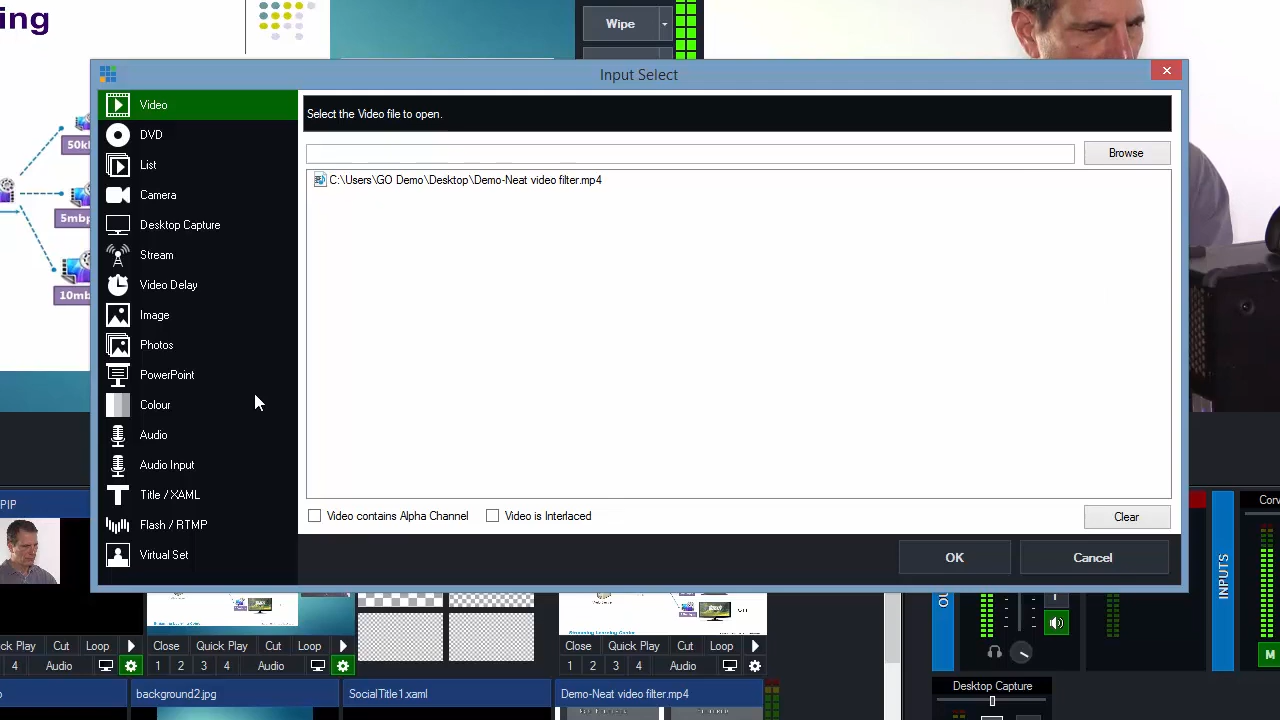 ing
Wipe
Input Select
Video
DVD
List
Camera
Desktop Capture
Stream
Video Delay
Image
Photos
PowerPoint
Colour
Audio
Audio Input
Title / XAML
Flash / RTMP
Virtual Set
Select the Video file to open.
Browse
C:\Users\GO Demo\Desktop\Demo-Neat video filter.mp4
Video contains Alpha Channel
Video is Interlaced
Clear
OK
Cancel
50k
5mbp
10mb
PIP
Corv
INPUTS
OU
ck Play Cut Loop
4 Audio
Close Quick Play Cut Loop
1 2 3 4 Audio
Close Quick Play Cut Loop
1 2 3 4 Audio
M
background2.jpg
SocialTitle1.xaml
Demo-Neat video filter.mp4
Desktop Capture